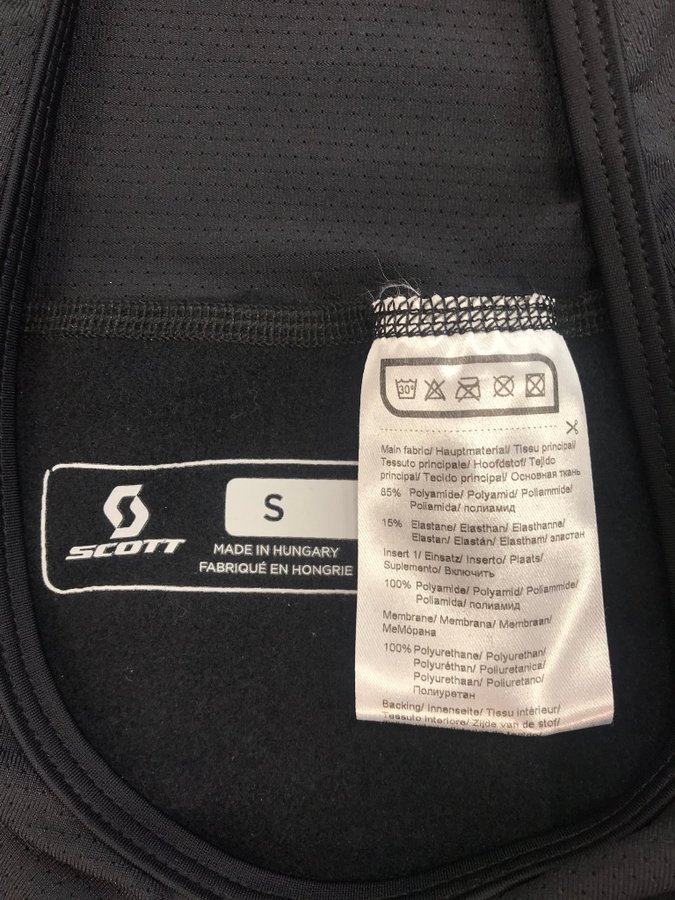 30°
Main fabric/ Hauptmaterial/ Tissu principal/
Tessuto principale/ Hoofdstof/ Tejido
principal/ Tecido principal/ Основная ткань
85% Polyamide/ Polyamid/ Poliammide/
Poliamida/ полиамид
15% Elastane/ Elasthan/ Elasthanne/
Elastan/ Elastán/ Elastham/ эластан
Insert 1/ Einsatz/ Inserto/ Plaats/
Suplemento/ Включить
100% Polyamide/ Polyamid/ Poliammide/
Poliamida/ полиамид
Membrane/ Membrana/ Membraan/
МеМóрана
100% Polyurethane/ Polyurethan/
Polyuréthan/ Poliuretanica/
Polyurethaan/ Poliuretano/
Полиуретан
Backing/ Innenseite/ Tissu intérieur/
Tessuto interiore/ Zijde van de stof/
SCOTT
S
MADE IN HUNGARY
FABRIQUÉ EN HONGRIE